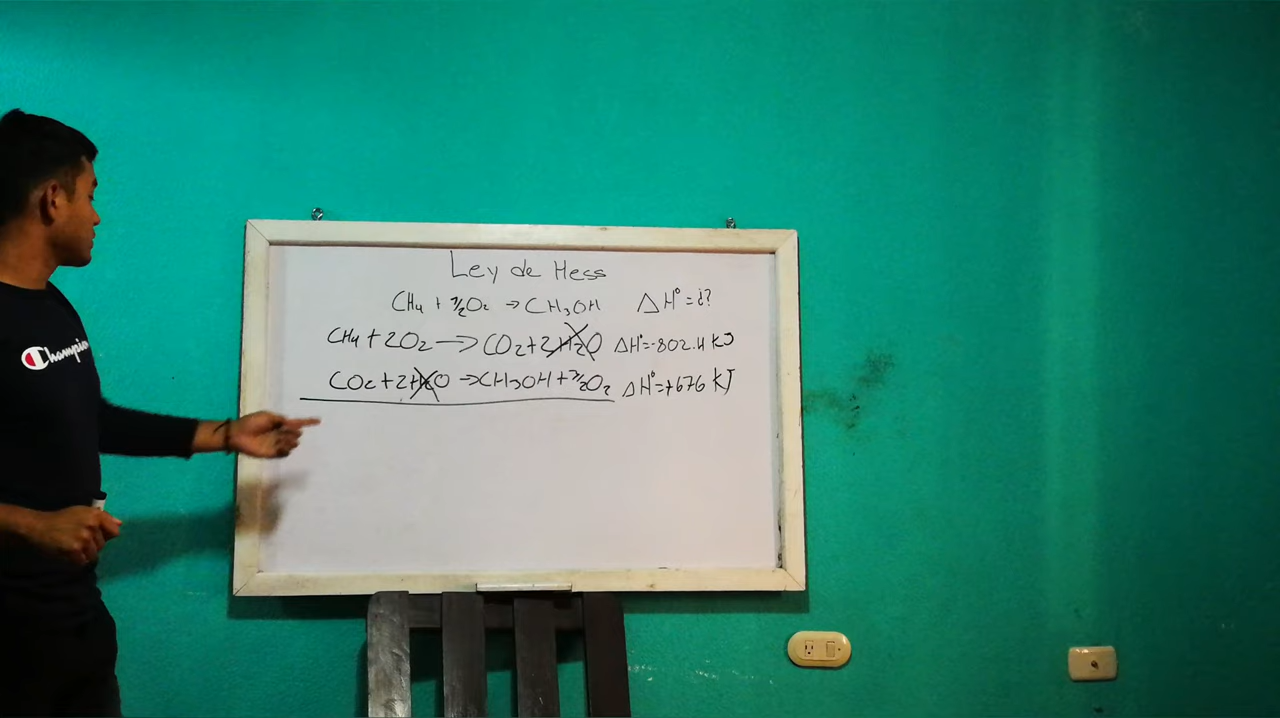 Champion
Ley de Hess
CH4 + 1/2O2 → CH3OH ΔH° = ¿?
CH4 + 2O2 → CO2 + 2H2O ΔH°=-802.4 KJ
CO2 + 2H2O → CH3OH + 3/2O2 ΔH°=+676 KJ